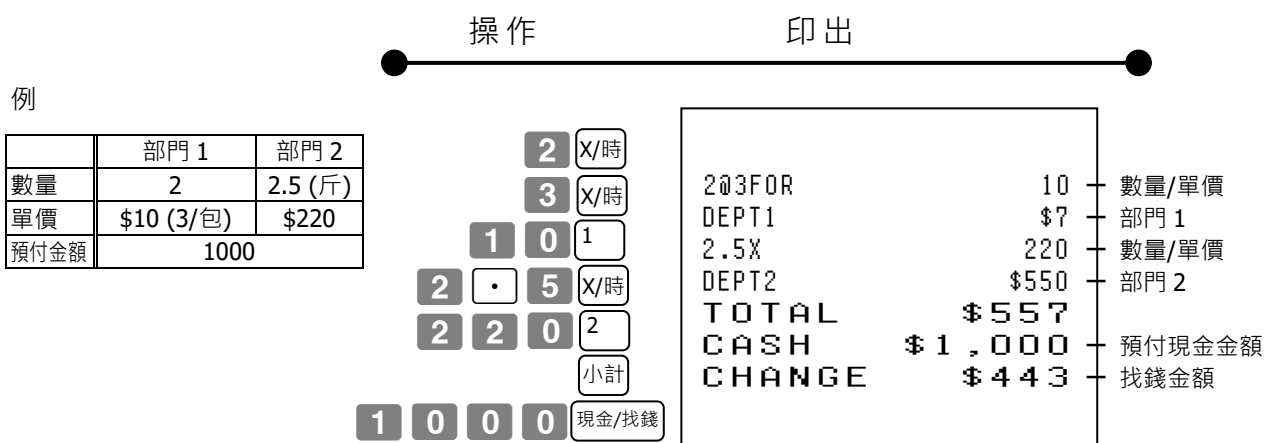 操作 印出
例
部門 1 部門 2
數量 2 2.5 (斤)
單價 $10 (3/包) $220
預付金額 1000
2 X/時
3 X/時
1 0 1
2 · 5 X/時
2 2 0 2
小計
1 0 0 0 現金/找錢
2@3FOR 10 數量/單價
DEPT1 $7 部門 1
2.5X 220 數量/單價
DEPT2 $550 部門 2
TOTAL $557
CASH $1,000 預付現金金額
CHANGE $443 找錢金額